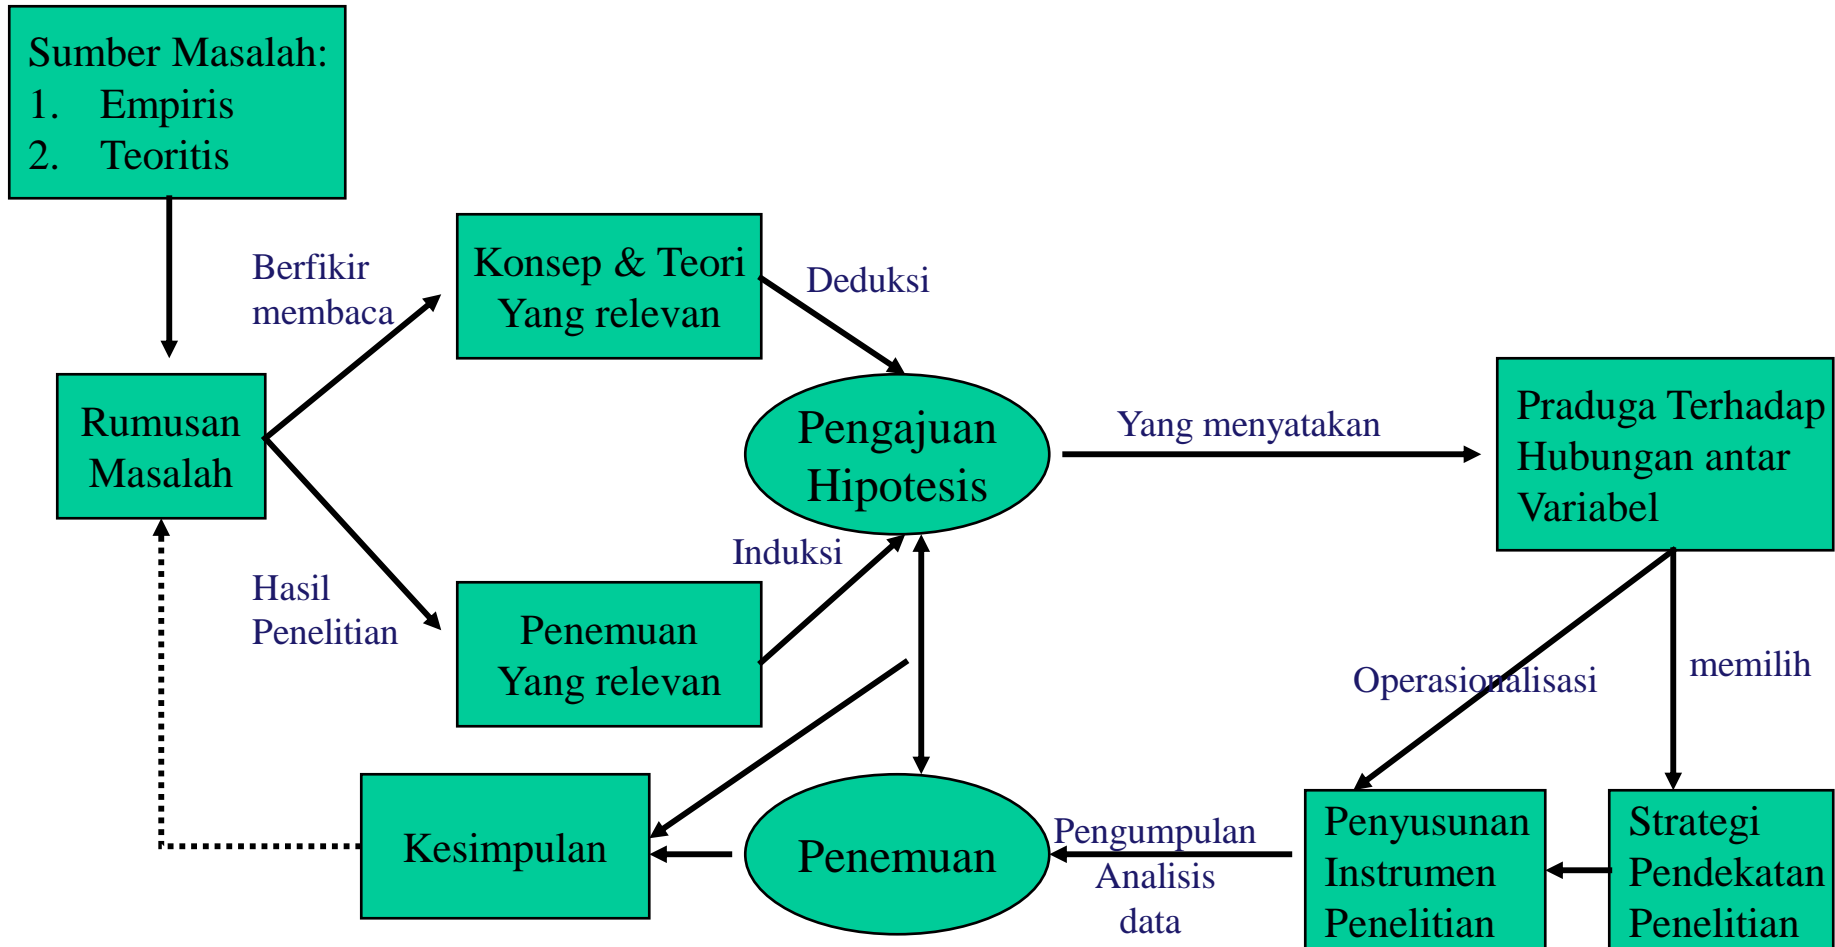 Sumber Masalah:
1. Empiris
2. Teoritis
Berfikir
membaca
Konsep & Teori
Yang relevan
Deduksi
Rumusan
Masalah
Pengajuan
Hipotesis
Yang menyatakan
Praduga Terhadap
Hubungan antar
Variabel
Hasil
Penelitian
Induksi
Penemuan
Yang relevan
Operasionalisasi
memilih
Kesimpulan
Penemuan
Pengumpulan
Analisis
data
Penyusunan
Instrumen
Penelitian
Strategi
Pendekatan
Penelitian